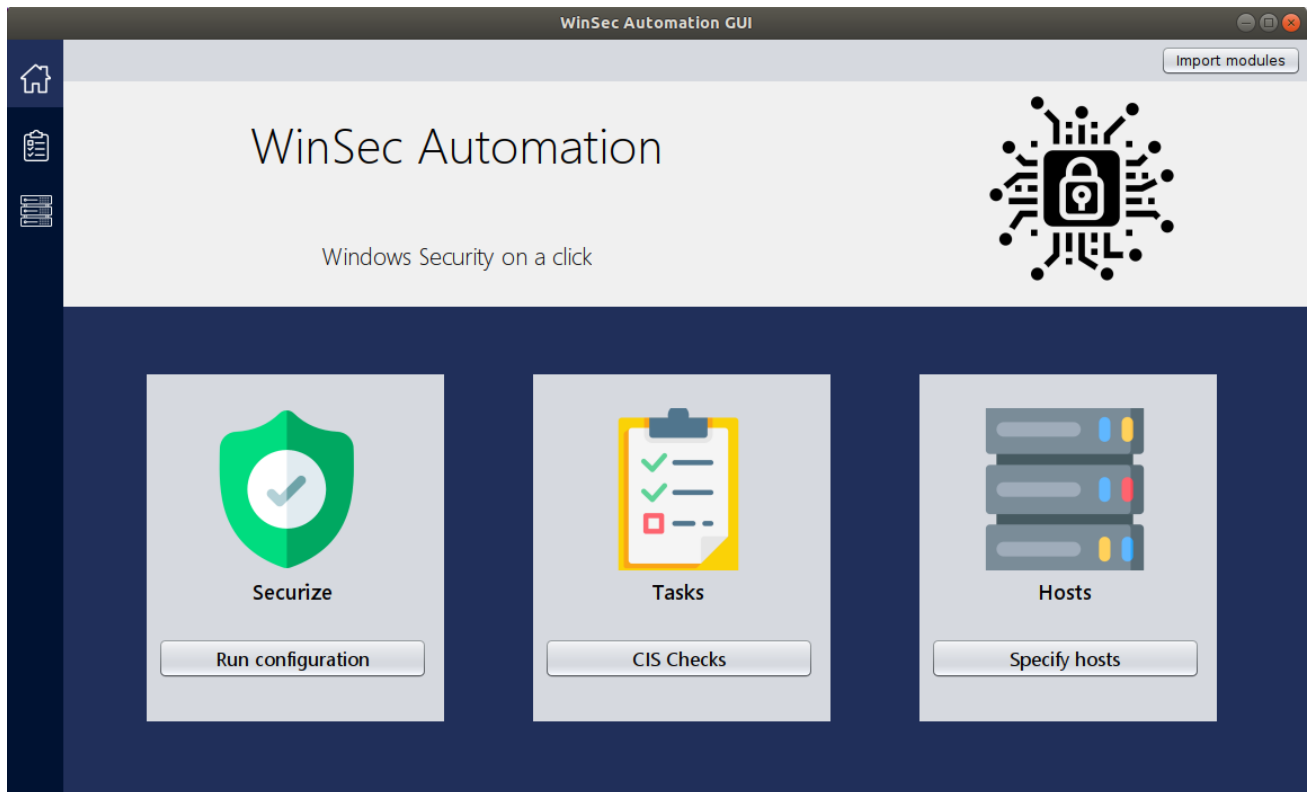 WinSec Automation GUI
Import modules
WinSec Automation
Windows Security on a click
Securize
Tasks
Hosts
Run configuration
CIS Checks
Specify hosts